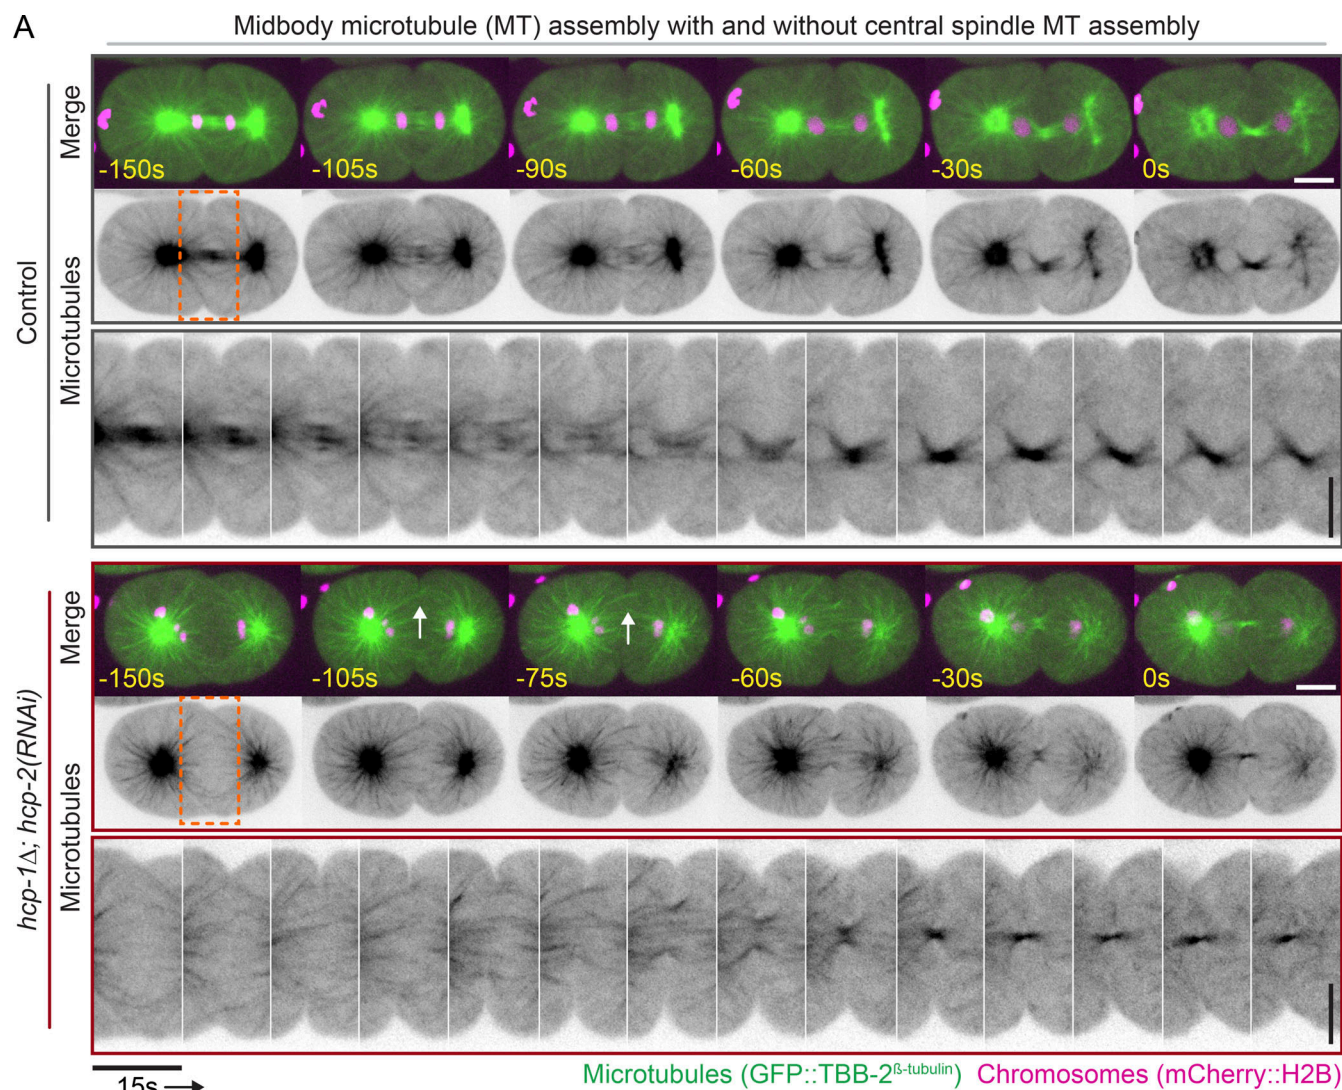 A
Midbody microtubule (MT) assembly with and without central spindle MT assembly
Control
Merge
-150s
-105s
-90s
-60s
-30s
0s
Microtubules
Microtubules
hcp-1Δ; hcp-2(RNAi)
Merge
-150s
-105s
-75s
-60s
-30s
0s
Microtubules
Microtubules
15s
Microtubules (GFP::TBB-2ß-tubulin) Chromosomes (mCherry::H2B)